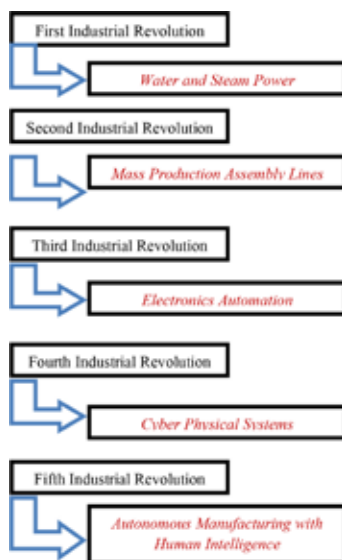 First Industrial Revolution
Water and Steam Power
Second Industrial Revolution
Mass Production Assembly Lines
Third Industrial Revolution
Electronics Automation
Fourth Industrial Revolution
Cyber Physical Systems
Fifth Industrial Revolution
Autonomous Manufacturing with
Human Intelligence